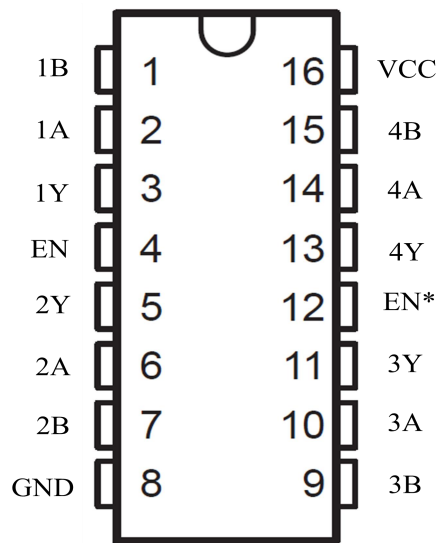 1B 1 16 VCC
1A 2 15 4B
1Y 3 14 4A
EN 4 13 4Y
2Y 5 12 EN*
2A 6 11 3Y
2B 7 10 3A
GND 8 9 3B